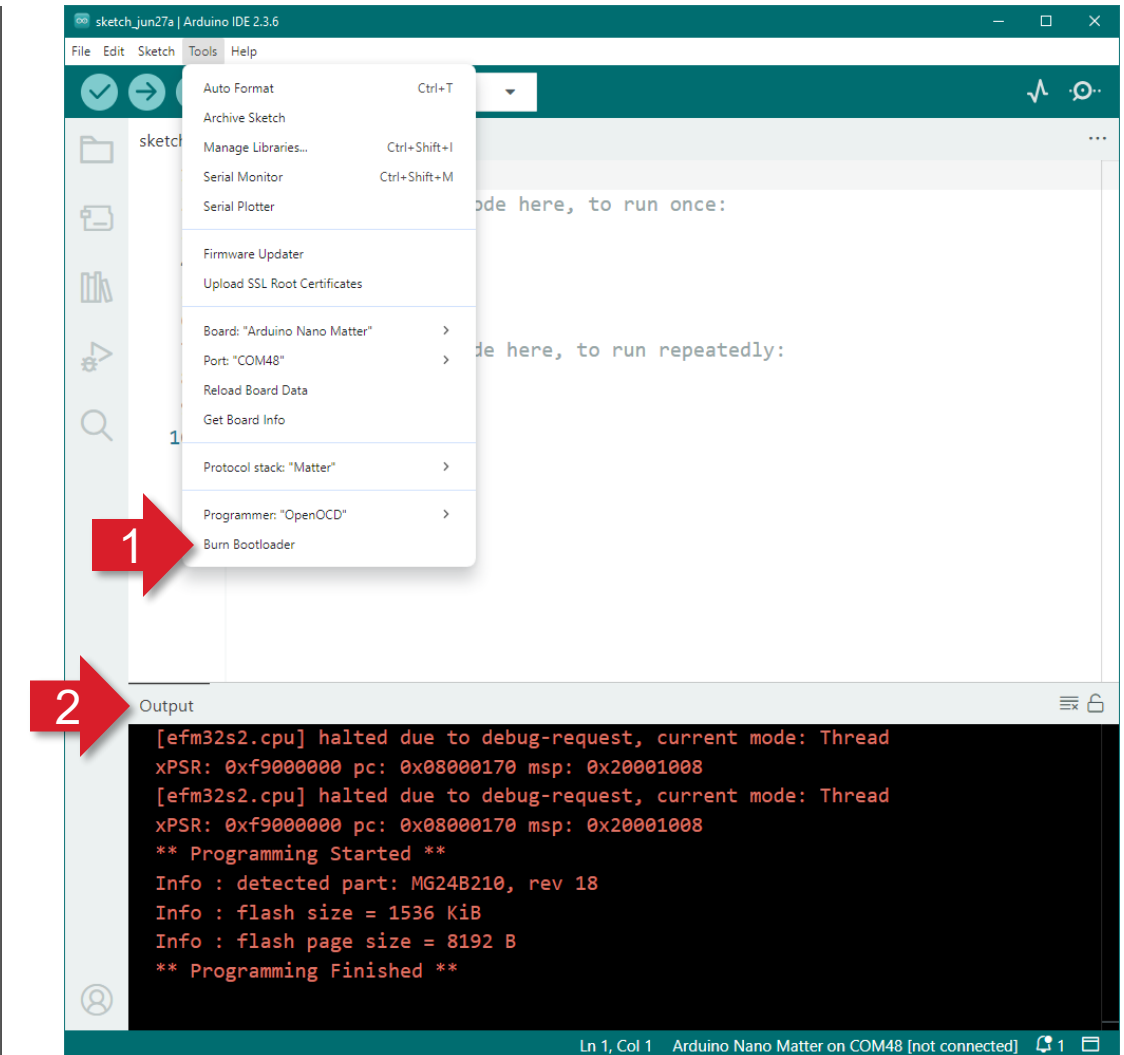 sketch_jun27a | Arduino IDE 2.3.6
File Edit Sketch Tools Help
Auto Format Ctrl+T
Archive Sketch
Manage Libraries... Ctrl+Shift+I
Serial Monitor Ctrl+Shift+M
Serial Plotter
Firmware Updater
Upload SSL Root Certificates
Board: "Arduino Nano Matter"
Port: "COM48"
Reload Board Data
Get Board Info
Protocol stack: "Matter"
Programmer: "OpenOCD"
1 Burn Bootloader
here, to run once:
here, to run repeatedly:
2 Output
[efm32s2.cpu] halted due to debug-request, current mode: Thread
xPSR: 0xf9000000 pc: 0x08000170 msp: 0x20001008
[efm32s2.cpu] halted due to debug-request, current mode: Thread
xPSR: 0xf9000000 pc: 0x08000170 msp: 0x20001008
** Programming Started **
Info : detected part: MG24B210, rev 18
Info : flash size = 1536 KiB
Info : flash page size = 8192 B
** Programming Finished **
Ln 1, Col 1 Arduino Nano Matter on COM48 [not connected] 1